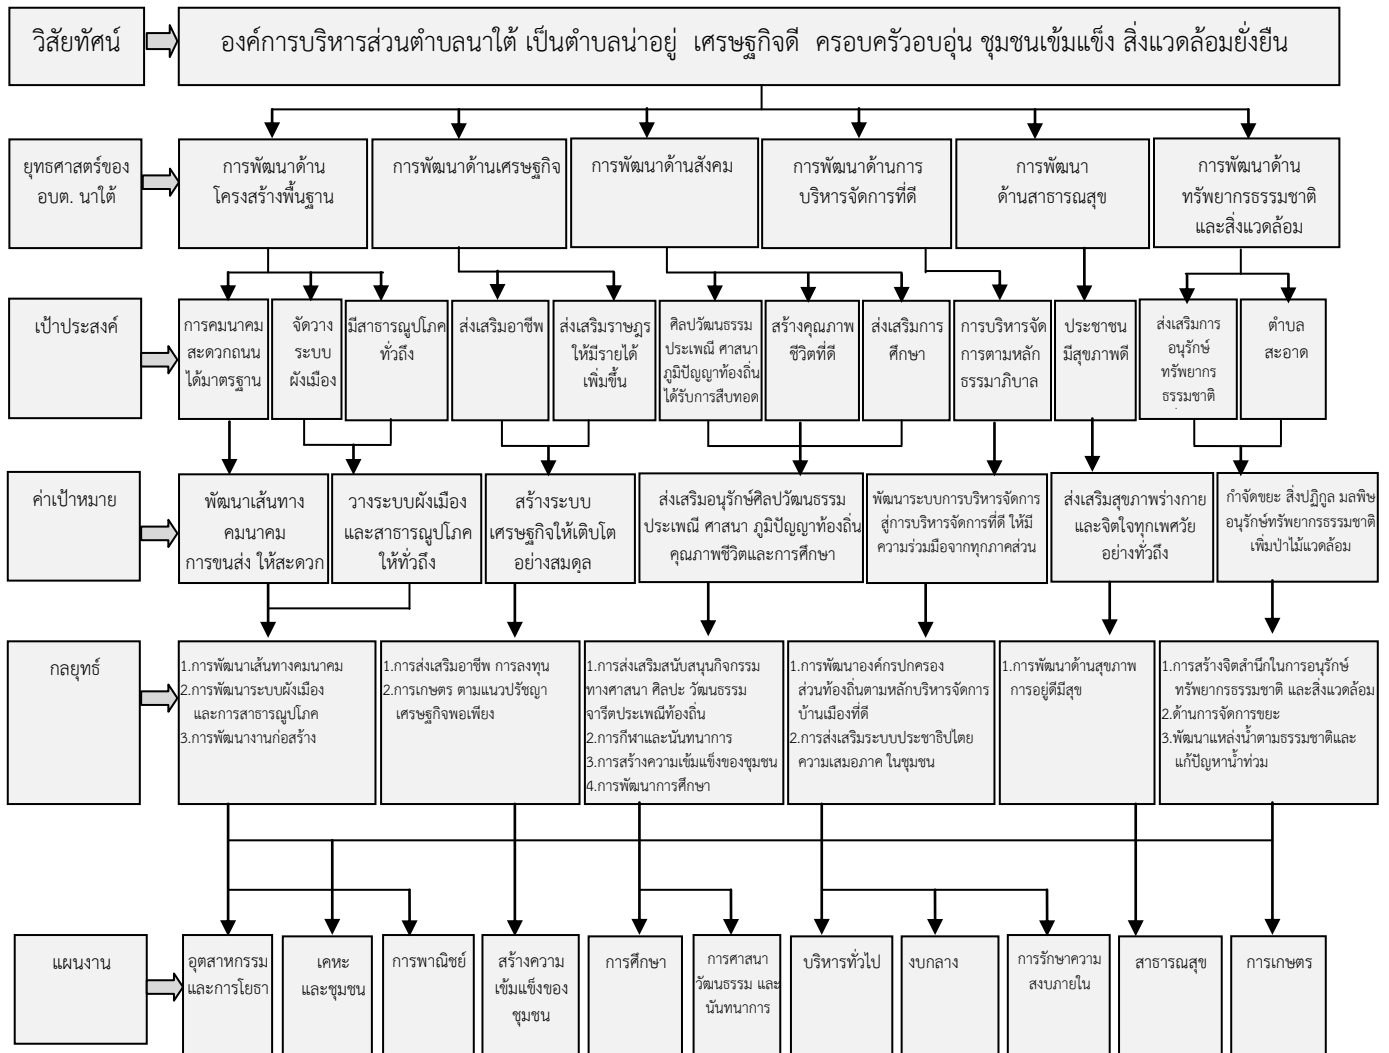 วิสัยทัศน์
องค์การบริหารส่วนตำบลนาใต้ เป็นตำบลน่าอยู่ เศรษฐกิจดี ครอบครัวอบอุ่น ชุมชนเข้มแข็ง สิ่งแวดล้อมยั่งยืน
ยุทธศาสตร์ของ
อบต. นาใต้
การพัฒนาด้าน
โครงสร้างพื้นฐาน
การพัฒนาด้านเศรษฐกิจ
การพัฒนาด้านสังคม
การพัฒนาด้านการ
บริหารจัดการที่ดี
การพัฒนา
ด้านสาธารณสุข
การพัฒนาด้าน
ทรัพยากรธรรมชาติ
และสิ่งแวดล้อม
เป้าประสงค์
การคมนาคม
สะดวกถนน
ได้มาตรฐาน
จัดวาง
ระบบ
ผังเมือง
มีสาธารณูปโภค
ทั่วถึง
ส่งเสริมอาชีพ
ส่งเสริมราษฎร
ให้มีรายได้
เพิ่มขึ้น
ศิลปวัฒนธรรม
ประเพณี ศาสนา
ภูมิปัญญาท้องถิ่น
ได้รับการสืบทอด
สร้างคุณภาพ
ชีวิตที่ดี
ส่งเสริมการ
ศึกษา
การบริหารจัด
การตามหลัก
ธรรมาภิบาล
ประชาชน
มีสุขภาพดี
ส่งเสริมการ
อนุรักษ์
ทรัพยากร
ธรรมชาติ
ตำบล
สะอาด
ค่าเป้าหมาย
พัฒนาเส้นทาง
คมนาคม
การขนส่ง ให้สะดวก
วางระบบผังเมือง
และสาธารณูปโภค
ให้ทั่วถึง
สร้างระบบ
เศรษฐกิจให้เติบโต
อย่างสมดุล
ส่งเสริมอนุรักษ์ศิลปวัฒนธรรม
ประเพณี ศาสนา ภูมิปัญญาท้องถิ่น
คุณภาพชีวิตและการศึกษา
พัฒนาระบบการบริหารจัดการ
สู่การบริหารจัดการที่ดี ให้มี
ความร่วมมือจากทุกภาคส่วน
ส่งเสริมสุขภาพร่างกาย
และจิตใจทุกเพศวัย
อย่างทั่วถึง
กำจัดขยะ สิ่งปฏิกูล มลพิษ
อนุรักษ์ทรัพยากรธรรมชาติ
เพิ่มป่าไม้แวดล้อม
กลยุทธ์
1.การพัฒนาเส้นทางคมนาคม
2.การพัฒนาระบบผังเมือง
และการสาธารณูปโภค
3.การพัฒนางานก่อสร้าง
1.การส่งเสริมอาชีพ การลงทุน
2.การเกษตร ตามแนวปรัชญา
เศรษฐกิจพอเพียง
1.การส่งเสริมสนับสนุนกิจกรรม
ทางศาสนา ศิลปะ วัฒนธรรม
จารีตประเพณีท้องถิ่น
2.การกีฬาและนันทนาการ
3.การสร้างความเข้มแข็งของชุมชน
4.การพัฒนาการศึกษา
1.การพัฒนาองค์กรปกครอง
ส่วนท้องถิ่นตามหลักบริหารจัดการ
บ้านเมืองที่ดี
2.การส่งเสริมระบบประชาธิปไตย
ความเสมอภาค ในชุมชน
1.การพัฒนาด้านสุขภาพ
การอยู่ดีมีสุข
1.การสร้างจิตสำนึกในการอนุรักษ์
ทรัพยากรธรรมชาติ และสิ่งแวดล้อม
2.ด้านการจัดการขยะ
3.พัฒนาแหล่งน้ำตามธรรมชาติและ
แก้ปัญหาน้ำท่วม
แผนงาน
อุตสาหกรรม
และการโยธา
เคหะ
และชุมชน
การพาณิชย์
สร้างความ
เข้มแข็งของ
ชุมชน
การศึกษา
การศาสนา
วัฒนธรรม และ
นันทนาการ
บริหารทั่วไป
งบกลาง
การรักษาความ
สงบภายใน
สาธารณสุข
การเกษตร